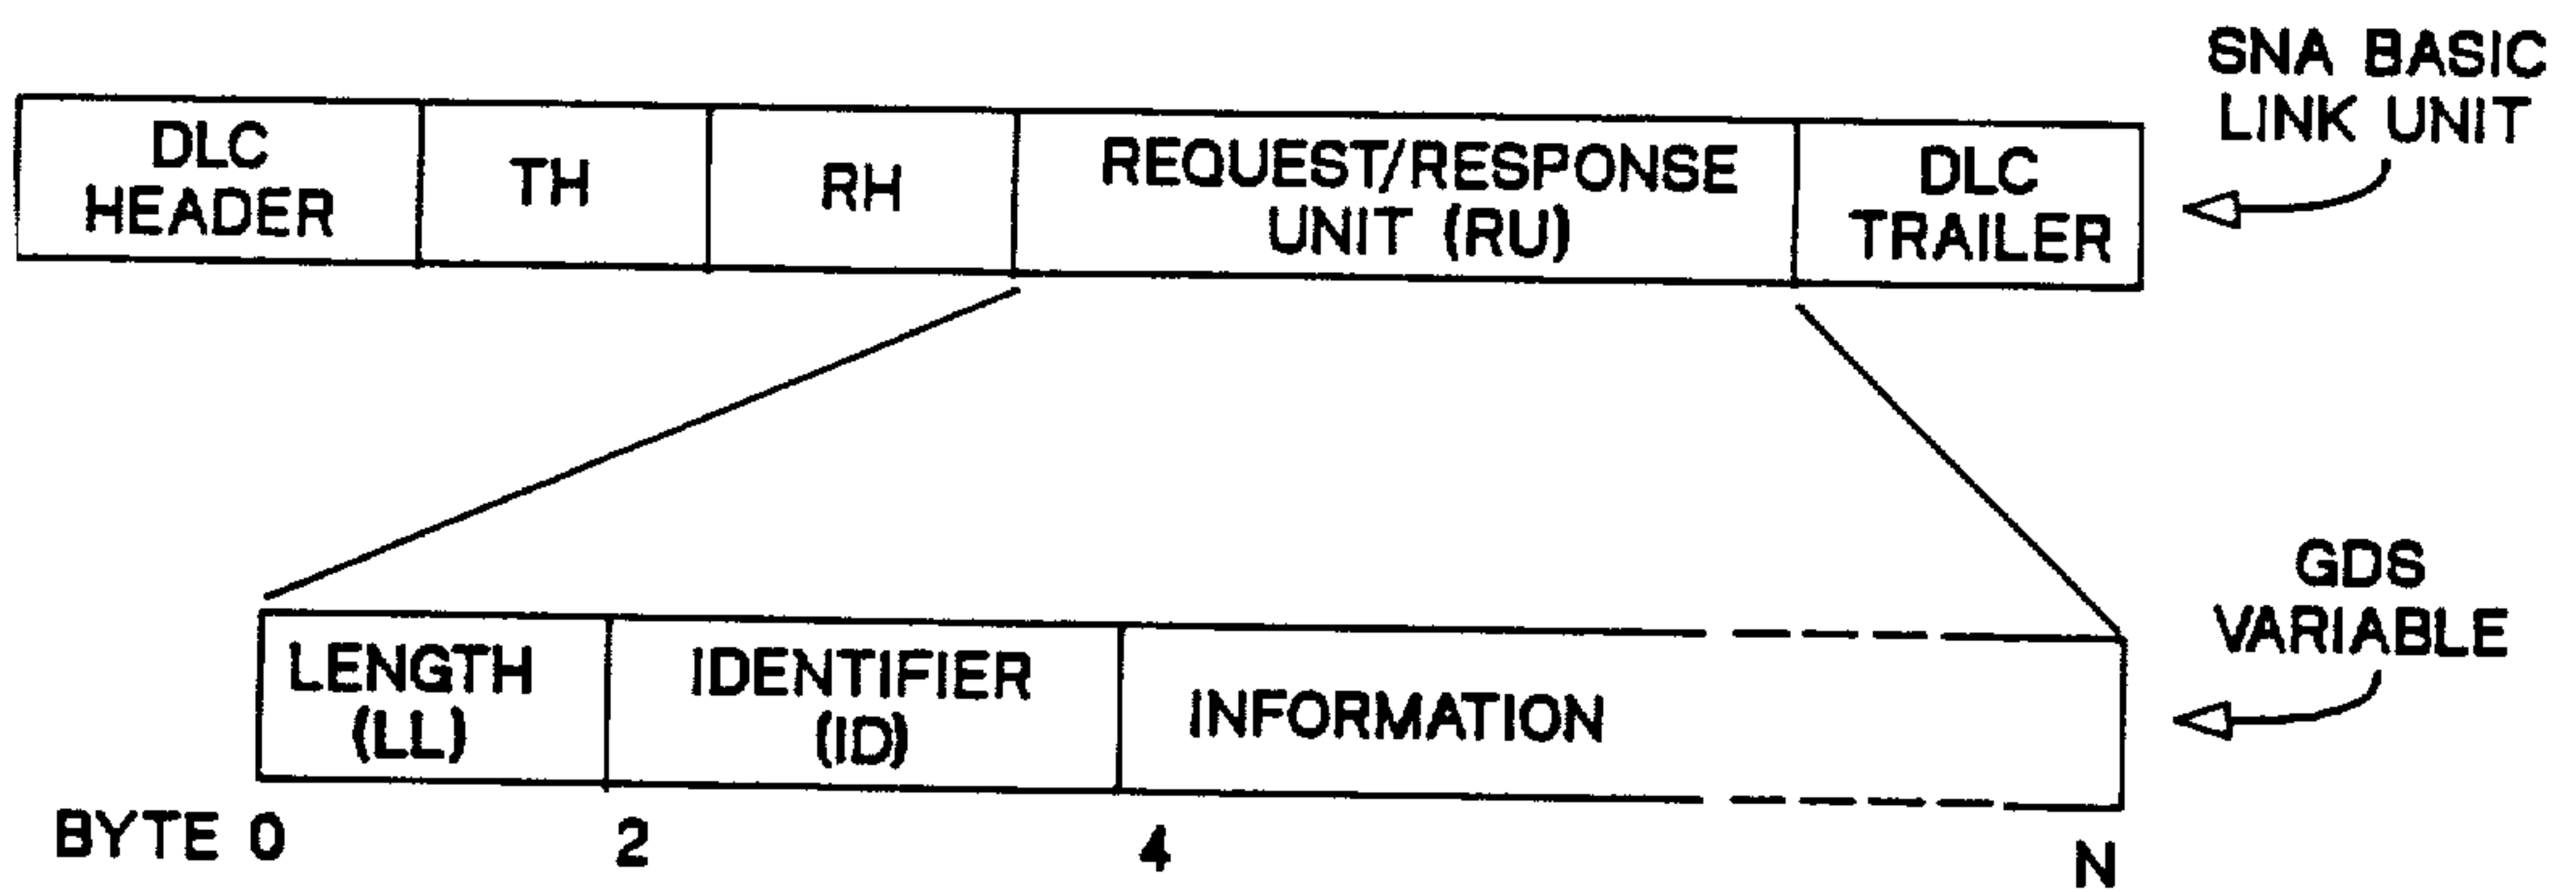 SNA BASIC
LINK UNIT
DLC
HEADER
TH
RH
REQUEST/RESPONSE
UNIT (RU)
DLC
TRAILER
GDS
VARIABLE
LENGTH
(LL)
IDENTIFIER
(ID)
INFORMATION
BYTE 0 2 4 N